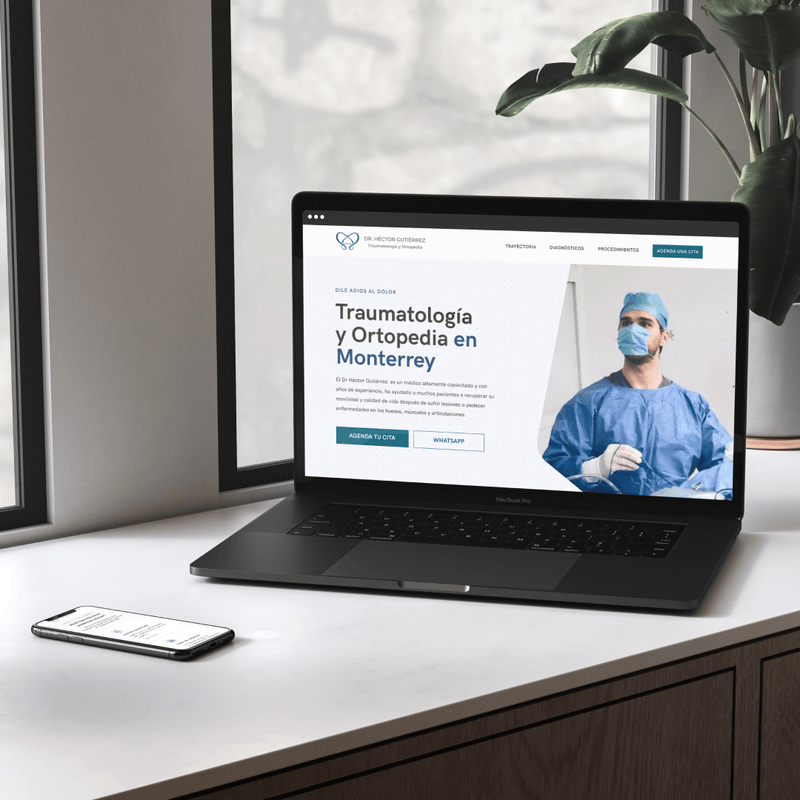 DR. HÉCTOR GUTIÉRREZ
Traumatología y Ortopedia
TRAYECTORIA
DIAGNÓSTICOS
PROCEDIMIENTOS
AGENDA UNA CITA
DILE ADIOS AL DOLOR
Traumatología
y Ortopedia en
Monterrey
El Dr Héctor Gutiérrez es un médico altamente capacitado y con
años de experiencia, ha ayudado a muchos pacientes a recuperar su
movilidad y calidad de vida después de sufrir lesiones o padecer
enfermedades en los huesos, músculos y articulaciones.
AGENDA TU CITA
WHATSAPP
MacBook Pro